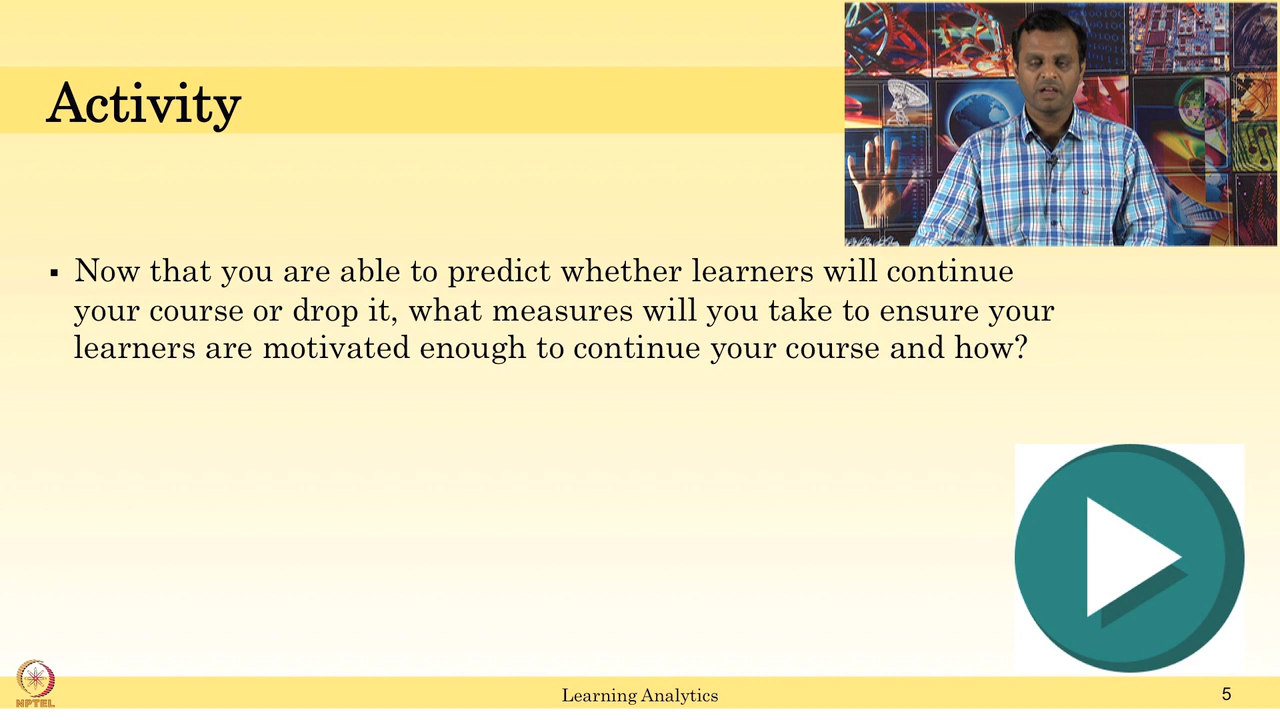 Activity
▪ Now that you are able to predict whether learners will continue
your course or drop it, what measures will you take to ensure your
learners are motivated enough to continue your course and how?
NPTEL
Learning Analytics
5